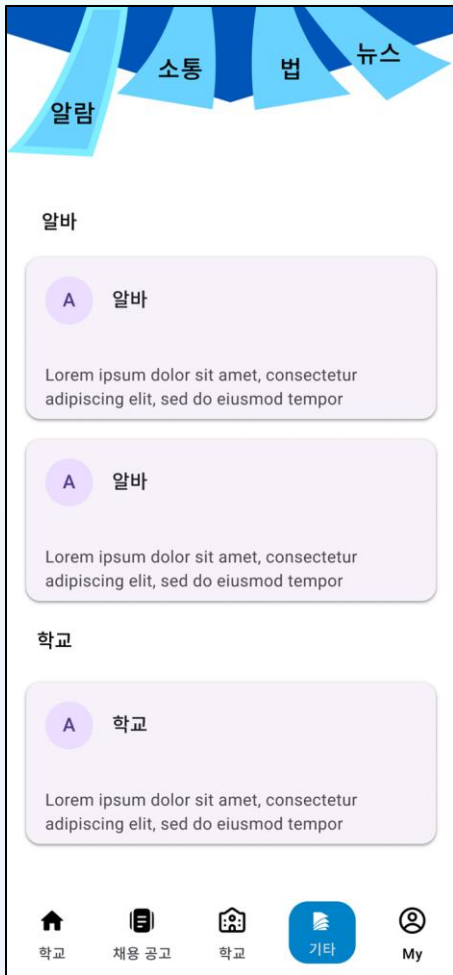 알람
소통
법
뉴스
알바
A
알바
Lorem ipsum dolor sit amet, consectetur
adipiscing elit, sed do eiusmod tempor
A
알바
Lorem ipsum dolor sit amet, consectetur
adipiscing elit, sed do eiusmod tempor
학교
A
학교
Lorem ipsum dolor sit amet, consectetur
adipiscing elit, sed do eiusmod tempor
학교
채용 공고
학교
기타
My